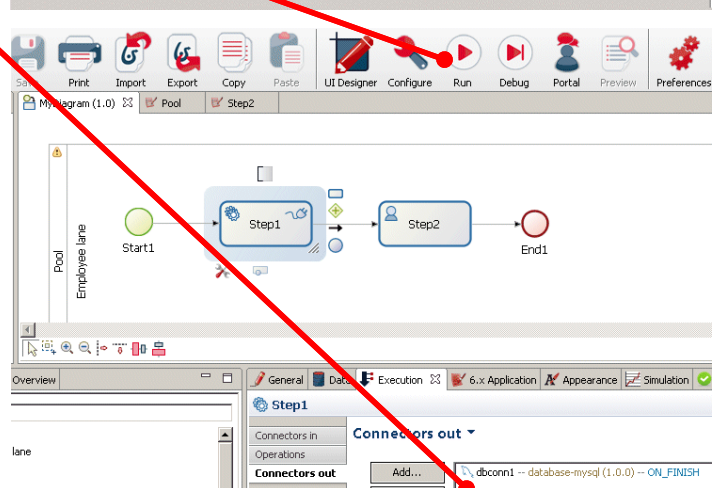 Save Print Import Export Copy Paste UI Designer Configure Run Debug Portal Preview Preferences
MyDiagram (1.0) Pool Step2
Pool
Employee lane
Start1
Step1
Step2
End1
Overview
General Data Execution 6.x Application Appearance Simulation
Step1
lane
Connectors in
Operations
Connectors out
Connectors out
Add...
dbconn1 -- database-mysql (1.0.0) -- ON_FINISH